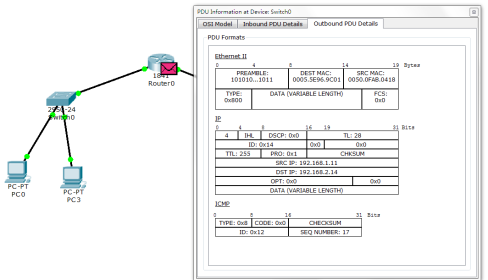 PDU Information at Device: Switch0
OSI Model
Inbound PDU Details
Outbound PDU Details
PDU Formats
Ethernet II
0 4 8 14 19 Bytes
PREAMBLE: 101010...1011
DEST MAC: 0005.5E96.9C01
SRC MAC: 0050.0FAB.0418
TYPE: 0x800
DATA (VARIABLE LENGTH)
FCS: 0x0
IP
0 4 8 16 19 31 Bits
4 IHL DSCP: 0x0 TL: 28
ID: 0x14 0x0 0x0
TTL: 255 PRO: 0x1 CHKSUM
SRC IP: 192.168.1.11
DST IP: 192.168.2.14
OPT: 0x0 0x0
DATA (VARIABLE LENGTH)
ICMP
0 8 16 31 Bits
TYPE: 0x8 CODE: 0x0 CHECKSUM
ID: 0x12 SEQ NUMBER: 17
1841
Router0
2950-24
Switch0
PC-PT
PC0
PC-PT
PC3